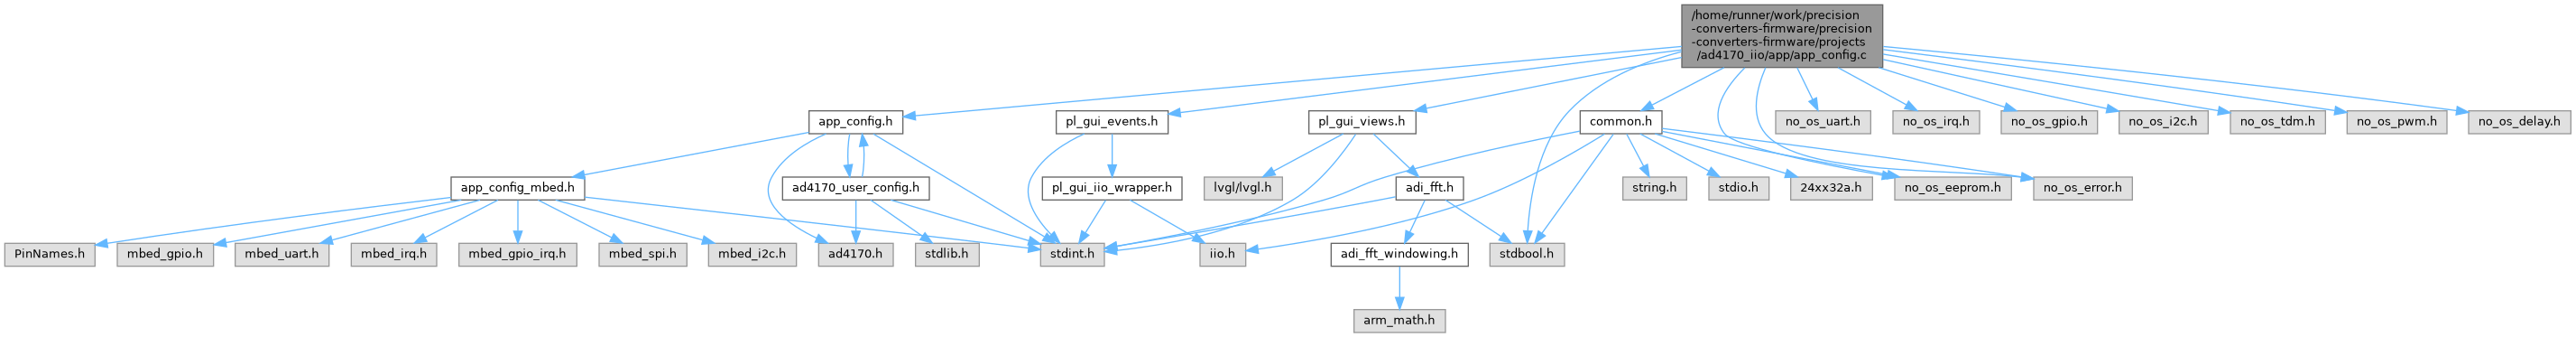 /home/runner/work/precision
-converters-firmware/precision
-converters-firmware/projects
/ad4170_iio/app/app_config.c
app_config.h
pl_gui_events.h
pl_gui_views.h
common.h
no_os_uart.h
no_os_irq.h
no_os_gpio.h
no_os_i2c.h
no_os_tdm.h
no_os_pwm.h
no_os_delay.h
app_config_mbed.h
ad4170_user_config.h
pl_gui_iio_wrapper.h
lvgl/lvgl.h
adi_fft.h
string.h
stdio.h
24xx32a.h
no_os_eeprom.h
no_os_error.h
PinNames.h
mbed_gpio.h
mbed_uart.h
mbed_irq.h
mbed_gpio_irq.h
mbed_spi.h
mbed_i2c.h
ad4170.h
stdlib.h
stdint.h
iio.h
adi_fft_windowing.h
stdbool.h
arm_math.h